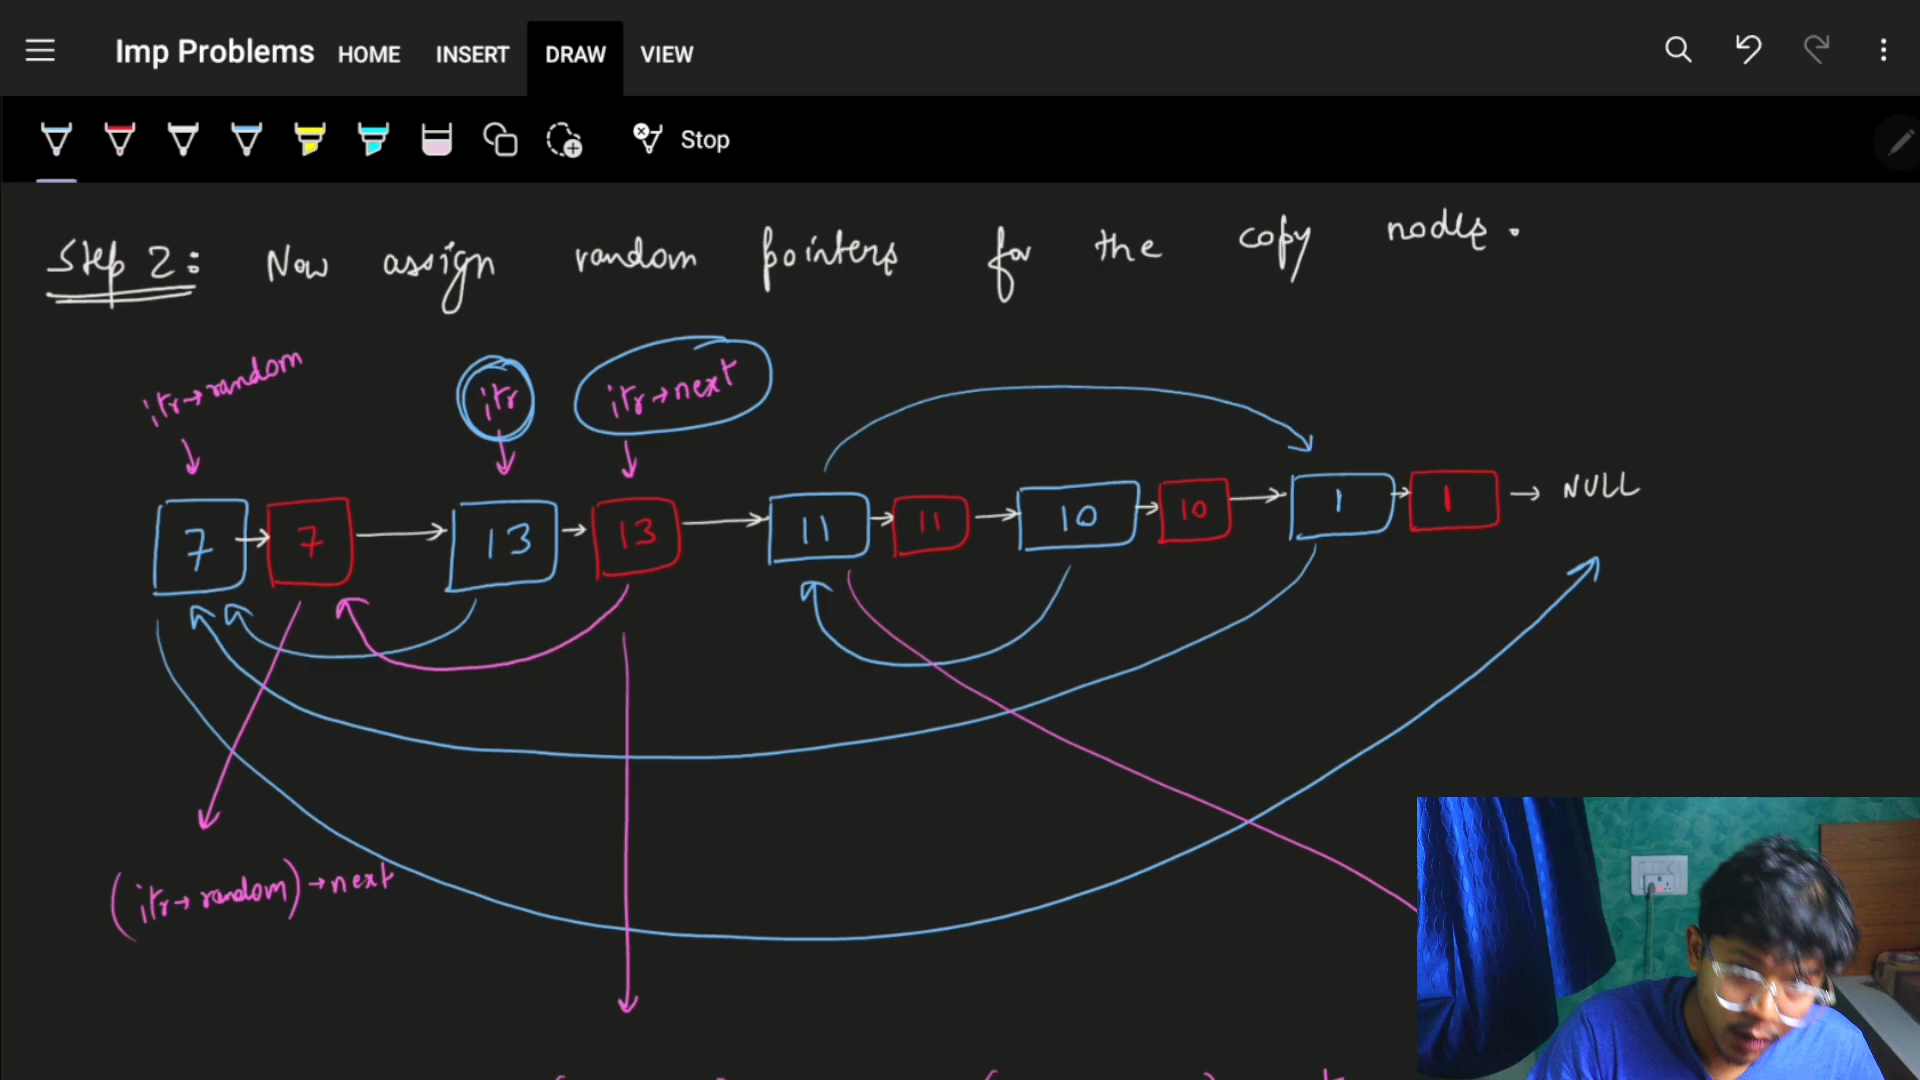 Imp Problems HOME INSERT DRAW VIEW
Stop
Step 2: Now assign random pointers for the copy nodes.
itr→random itr itr→next
7 → 7 → 13 → 13 → 11 → 11 → 10 → 10 → 1 → 1 → NULL
(itr→random)→next